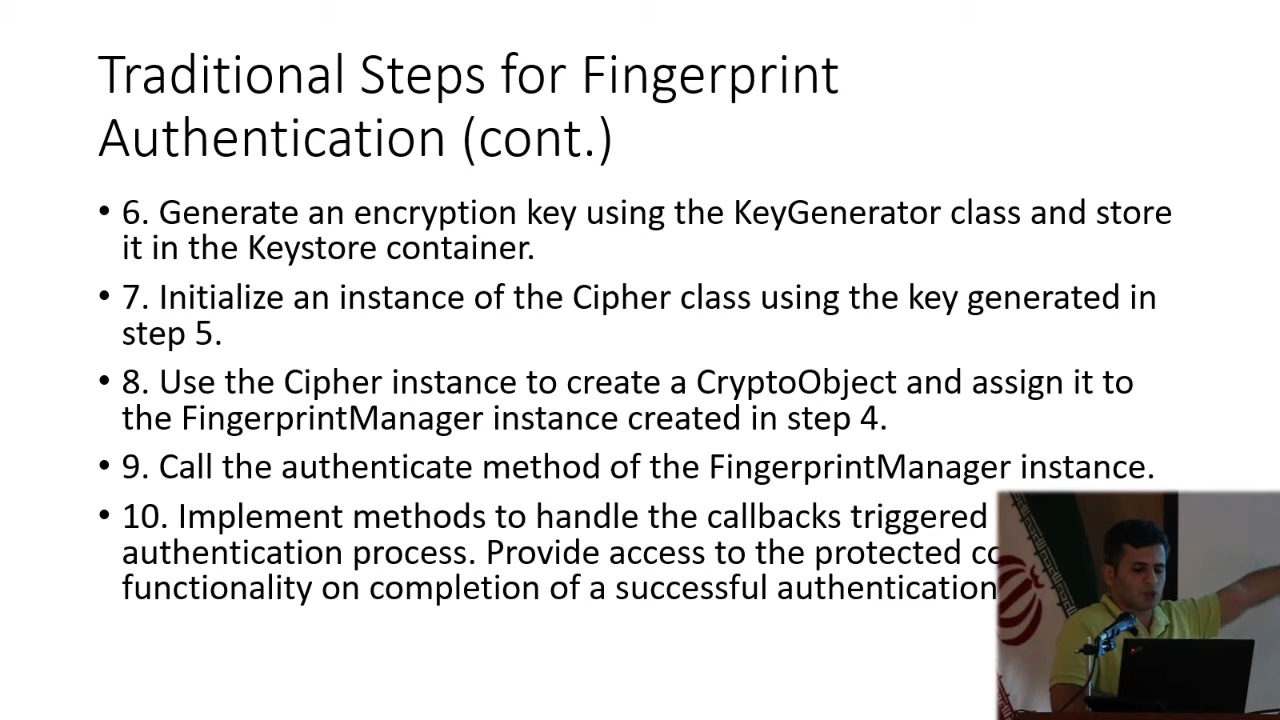 Traditional Steps for Fingerprint
Authentication (cont.)
• 6. Generate an encryption key using the KeyGenerator class and store
it in the Keystore container.
• 7. Initialize an instance of the Cipher class using the key generated in
step 5.
• 8. Use the Cipher instance to create a CryptoObject and assign it to
the FingerprintManager instance created in step 4.
• 9. Call the authenticate method of the FingerprintManager instance.
• 10. Implement methods to handle the callbacks triggered
authentication process. Provide access to the protected
functionality on completion of a successful authentication